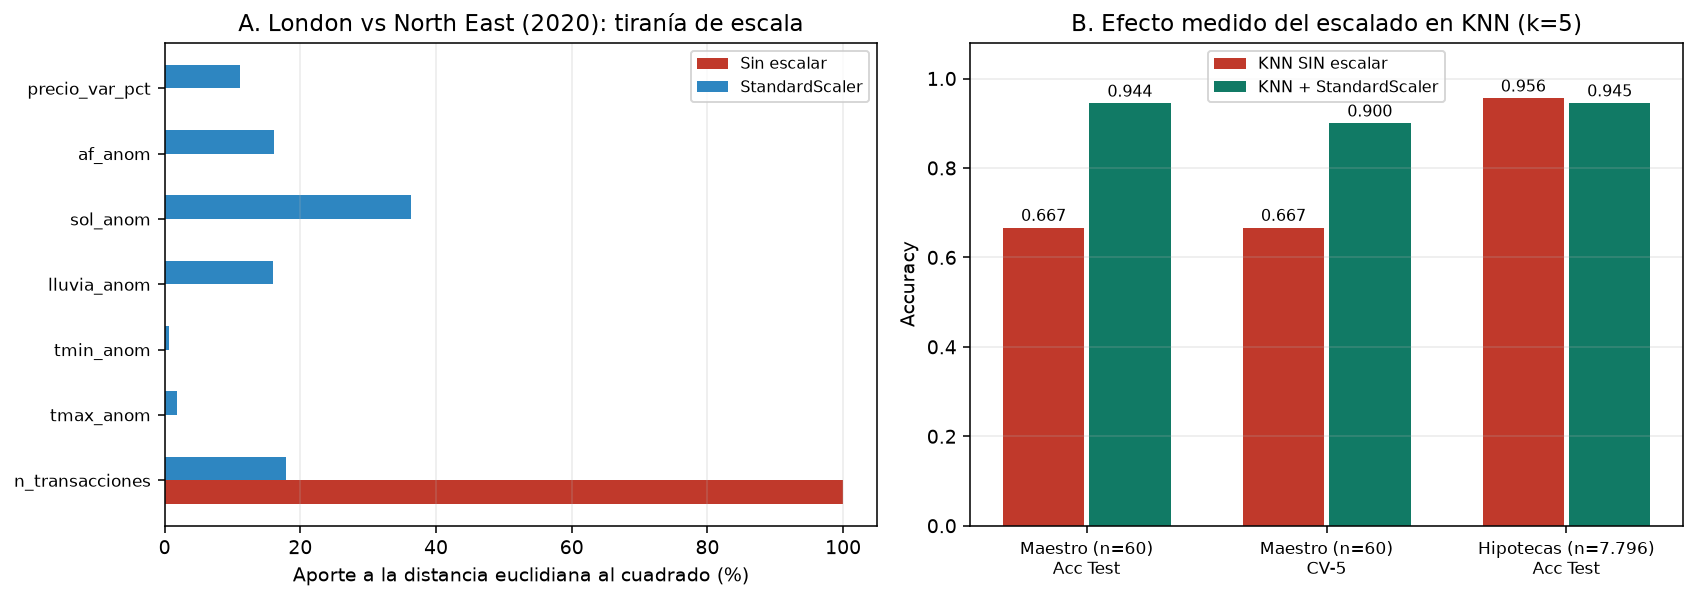 A. London vs North East (2020): tiranía de escala
Sin escalar
StandardScaler
precio_var_pct
af_anom
sol_anom
lluvia_anom
tmin_anom
tmax_anom
n_transacciones
0 20 40 60 80 100
Aporte a la distancia euclidiana al cuadrado (%)
B. Efecto medido del escalado en KNN (k=5)
KNN SIN escalar
KNN + StandardScaler
Accuracy
1.0
0.8
0.6
0.4
0.2
0.0
0.667
0.944
0.667
0.900
0.956
0.945
Maestro (n=60)
Acc Test
Maestro (n=60)
CV-5
Hipotecas (n=7.796)
Acc Test